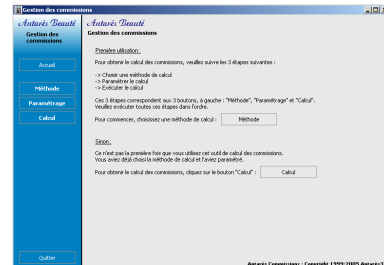 Gestion des commissions
Antarès Beauté
Gestion des
commissions
Accueil
Méthode
Paramétrage
Calcul
Quitter
Antarès Beauté
Gestion des commissions
Première utilisation :
Pour obtenir le calcul des commissions, veuillez suivre les 3 étapes suivantes :
-> Choisir une méthode de calcul
-> Paramétrer le calcul
-> Exécuter le calcul
Ces 3 étapes correspondent aux 3 boutons, à gauche : "Méthode", "Paramétrage" et "Calcul".
Veuillez exécuter toutes ces étapes dans l'ordre.
Pour commencer, choisissez une méthode de calcul : Méthode
Sinon :
Ce n'est pas la première fois que vous utilisez cet outil de calcul des commissions.
Vous aviez déjà choisi la méthode de calcul et l'aviez paramétré.
Pour obtenir le calcul des commissions, cliquez sur le bouton "Calcul" : Calcul
Antarès Commissions : Copyright 1999-2005 Antarès